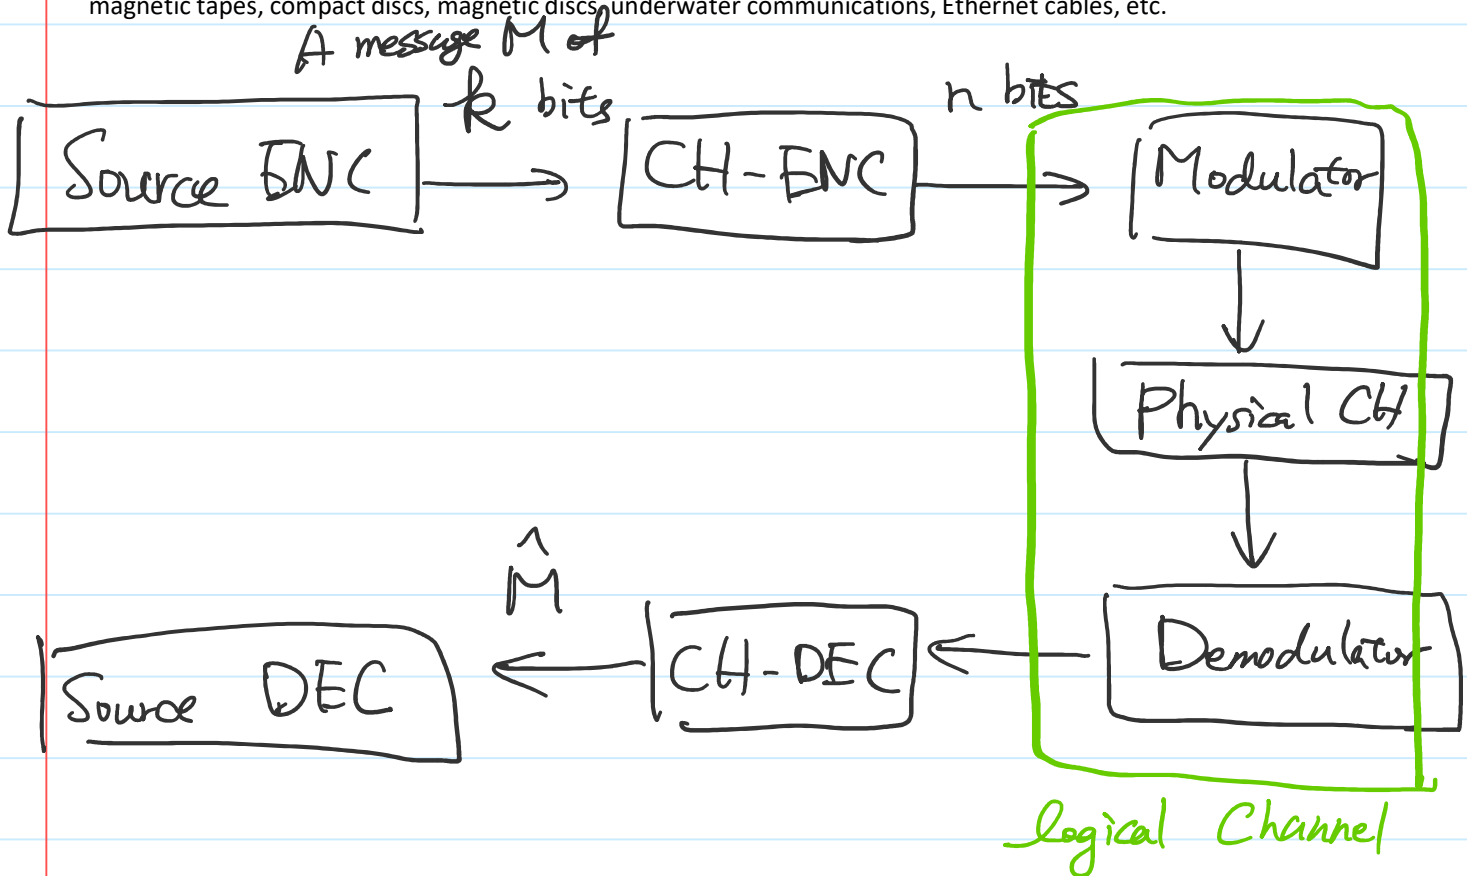 magnetic tapes, compact discs, magnetic discs, underwater communications, Ethernet cables, etc.
A message M of
k bits
n bits
Source ENC
CH-ENC
Modulator
Physical CH
M̂
Source DEC
CH-DEC
Demodulator
logical Channel